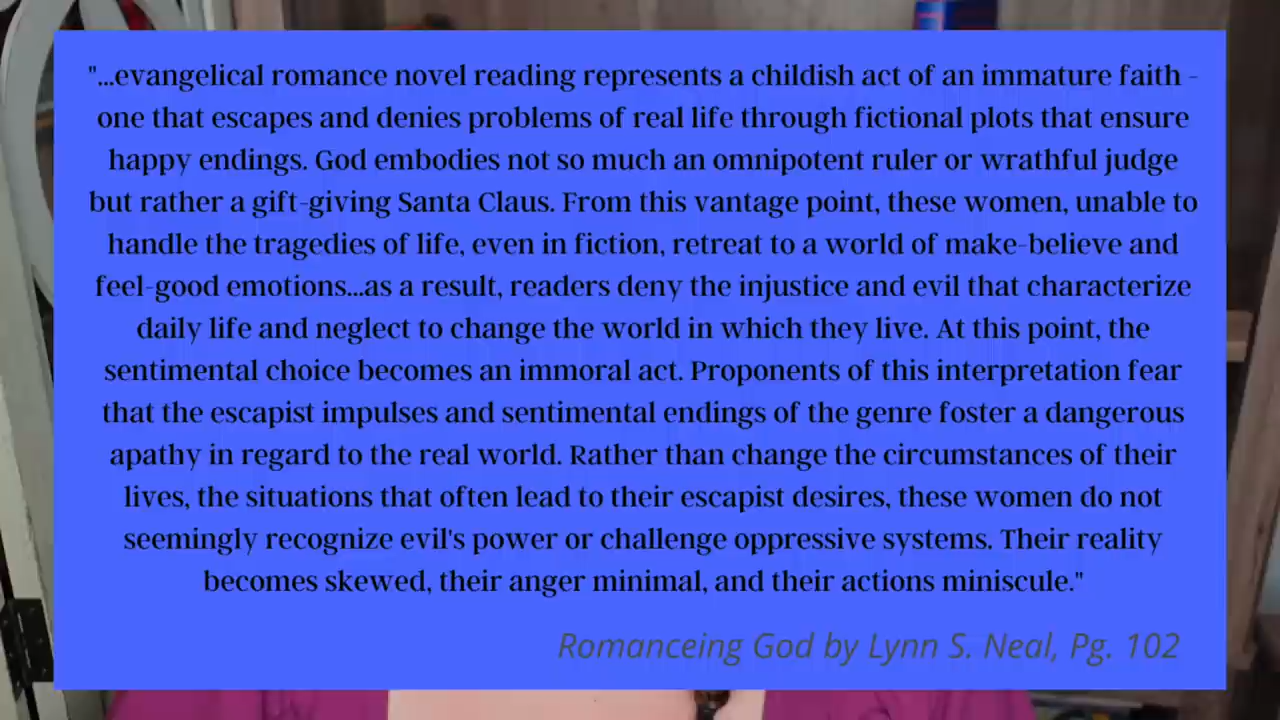 "...evangelical romance novel reading represents a childish act of an immature faith -
one that escapes and denies problems of real life through fictional plots that ensure
happy endings. God embodies not so much an omnipotent ruler or wrathful judge
but rather a gift-giving Santa Claus. From this vantage point, these women, unable to
handle the tragedies of life, even in fiction, retreat to a world of make-believe and
feel-good emotions...as a result, readers deny the injustice and evil that characterize
daily life and neglect to change the world in which they live. At this point, the
sentimental choice becomes an immoral act. Proponents of this interpretation fear
that the escapist impulses and sentimental endings of the genre foster a dangerous
apathy in regard to the real world. Rather than change the circumstances of their
lives, the situations that often lead to their escapist desires, these women do not
seemingly recognize evil's power or challenge oppressive systems. Their reality
becomes skewed, their anger minimal, and their actions miniscule."
Romanceing God by Lynn S. Neal, Pg. 102